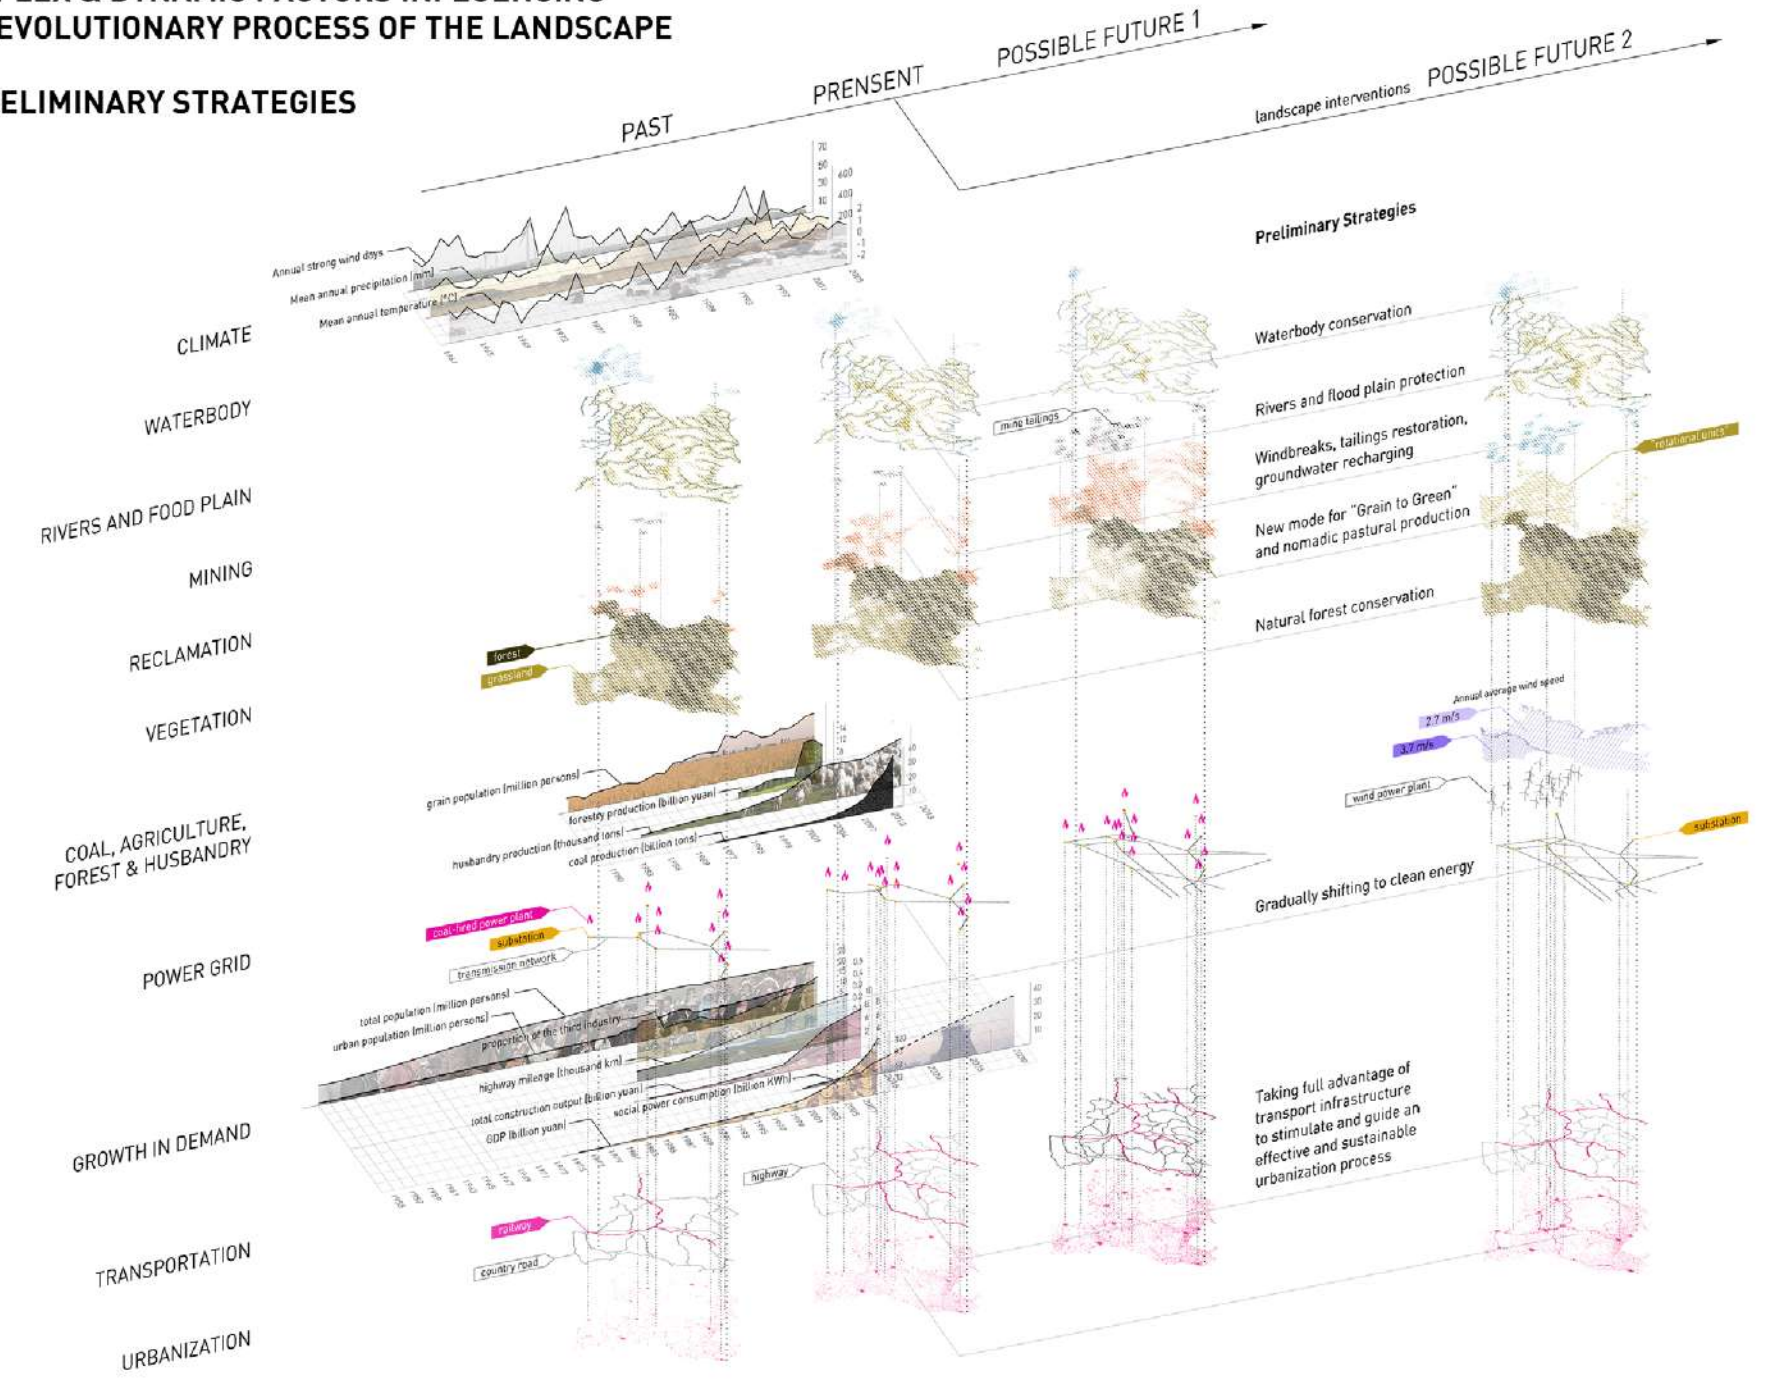 EVOLUTIONARY PROCESS OF THE LANDSCAPE
ELIMINARY STRATEGIES
PAST
PRENSENT
POSSIBLE FUTURE 1
landscape interventions
POSSIBLE FUTURE 2
Preliminary Strategies
Annual strong wind days
Mean annual precipitation (mm)
Mean annual temperature (°C)
CLIMATE
WATERBODY
RIVERS AND FOOD PLAIN
MINING
RECLAMATION
VEGETATION
COAL, AGRICULTURE,
FOREST & HUSBANDRY
POWER GRID
GROWTH IN DEMAND
TRANSPORTATION
URBANIZATION
forest
grassland
mine tailings
Waterbody conservation
Rivers and flood plain protection
Windbreaks, tailings restoration,
groundwater recharging
New mode for "Grain to Green"
and nomadic pastural production
Natural forest conservation
Annual average wind speed
2.7 m/s
3.7 m/s
wind power plant
substation
Gradually shifting to clean energy
grain population (million persons)
forestry production (billion yuan)
husbandry production (thousand tons)
coal production (billion tons)
coal-fired power plant
substation
transmission network
total population (million persons)
urban population (million persons)
proportion of the third industry
highway mileage (thousand km)
total construction output (billion yuan)
social power consumption (billion KWh)
GDP (billion yuan)
highway
railway
country road
Taking full advantage of
transport infrastructure
to stimulate and guide an
effective and sustainable
urbanization process